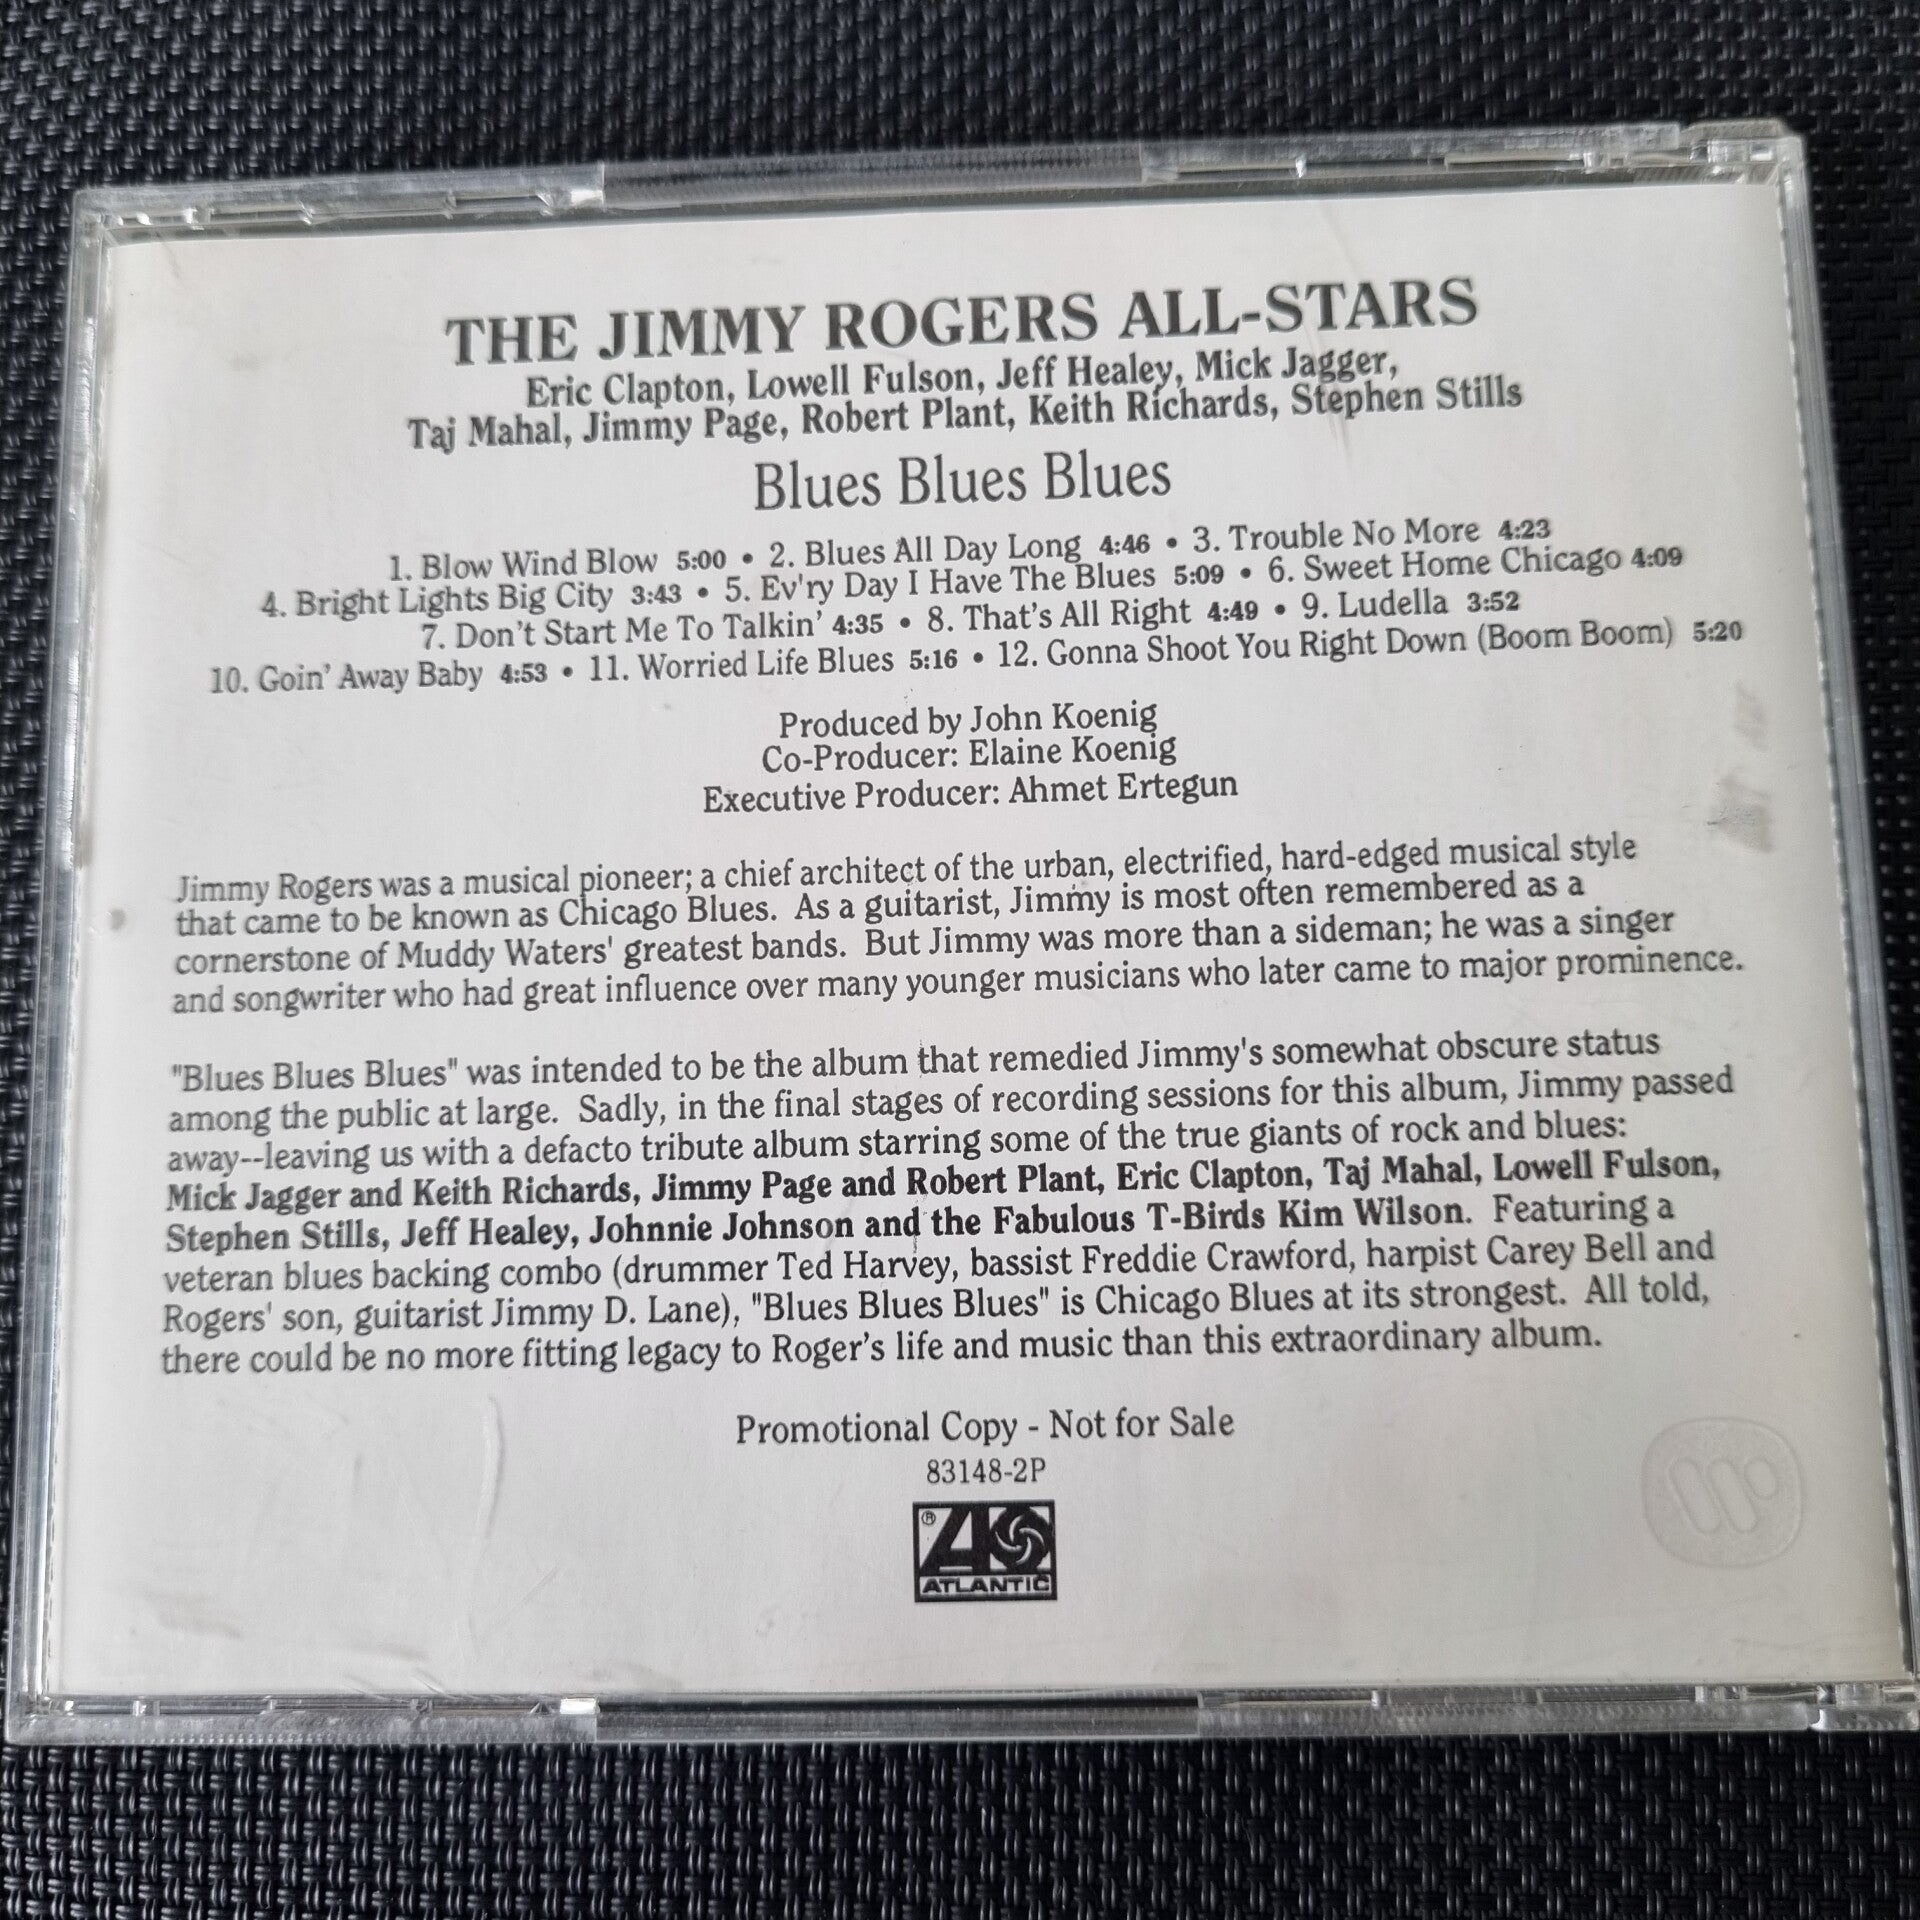 THE JIMMY ROGERS ALL-STARS
Eric Clapton, Lowell Fulson, Jeff Healey, Mick Jagger,
Taj Mahal, Jimmy Page, Robert Plant, Keith Richards, Stephen Stills
Blues Blues Blues
1. Blow Wind Blow 5:00 • 2. Blues All Day Long 4:46 • 3. Trouble No More 4:23
4. Bright Lights Big City 3:43 • 5. Ev'ry Day I Have The Blues 5:09 • 6. Sweet Home Chicago 4:09
7. Don't Start Me To Talkin' 4:35 • 8. That's All Right 4:49 • 9. Ludella 3:52
10. Goin' Away Baby 4:53 • 11. Worried Life Blues 5:16 • 12. Gonna Shoot You Right Down (Boom Boom) 5:20
Produced by John Koenig
Co-Producer: Elaine Koenig
Executive Producer: Ahmet Ertegun
Jimmy Rogers was a musical pioneer; a chief architect of the urban, electrified, hard-edged musical style
that came to be known as Chicago Blues. As a guitarist, Jimmy is most often remembered as a
cornerstone of Muddy Waters' greatest bands. But Jimmy was more than a sideman; he was a singer
and songwriter who had great influence over many younger musicians who later came to major prominence.
"Blues Blues Blues" was intended to be the album that remedied Jimmy's somewhat obscure status
among the public at large. Sadly, in the final stages of recording sessions for this album, Jimmy passed
away--leaving us with a defacto tribute album starring some of the true giants of rock and blues:
Mick Jagger and Keith Richards, Jimmy Page and Robert Plant, Eric Clapton, Taj Mahal, Lowell Fulson,
Stephen Stills, Jeff Healey, Johnnie Johnson and the Fabulous T-Birds Kim Wilson. Featuring a
veteran blues backing combo (drummer Ted Harvey, bassist Freddie Crawford, harpist Carey Bell and
Rogers' son, guitarist Jimmy D. Lane), "Blues Blues Blues" is Chicago Blues at its strongest. All told,
there could be no more fitting legacy to Roger's life and music than this extraordinary album.
Promotional Copy - Not for Sale
83148-2P
®
ATLANTIC